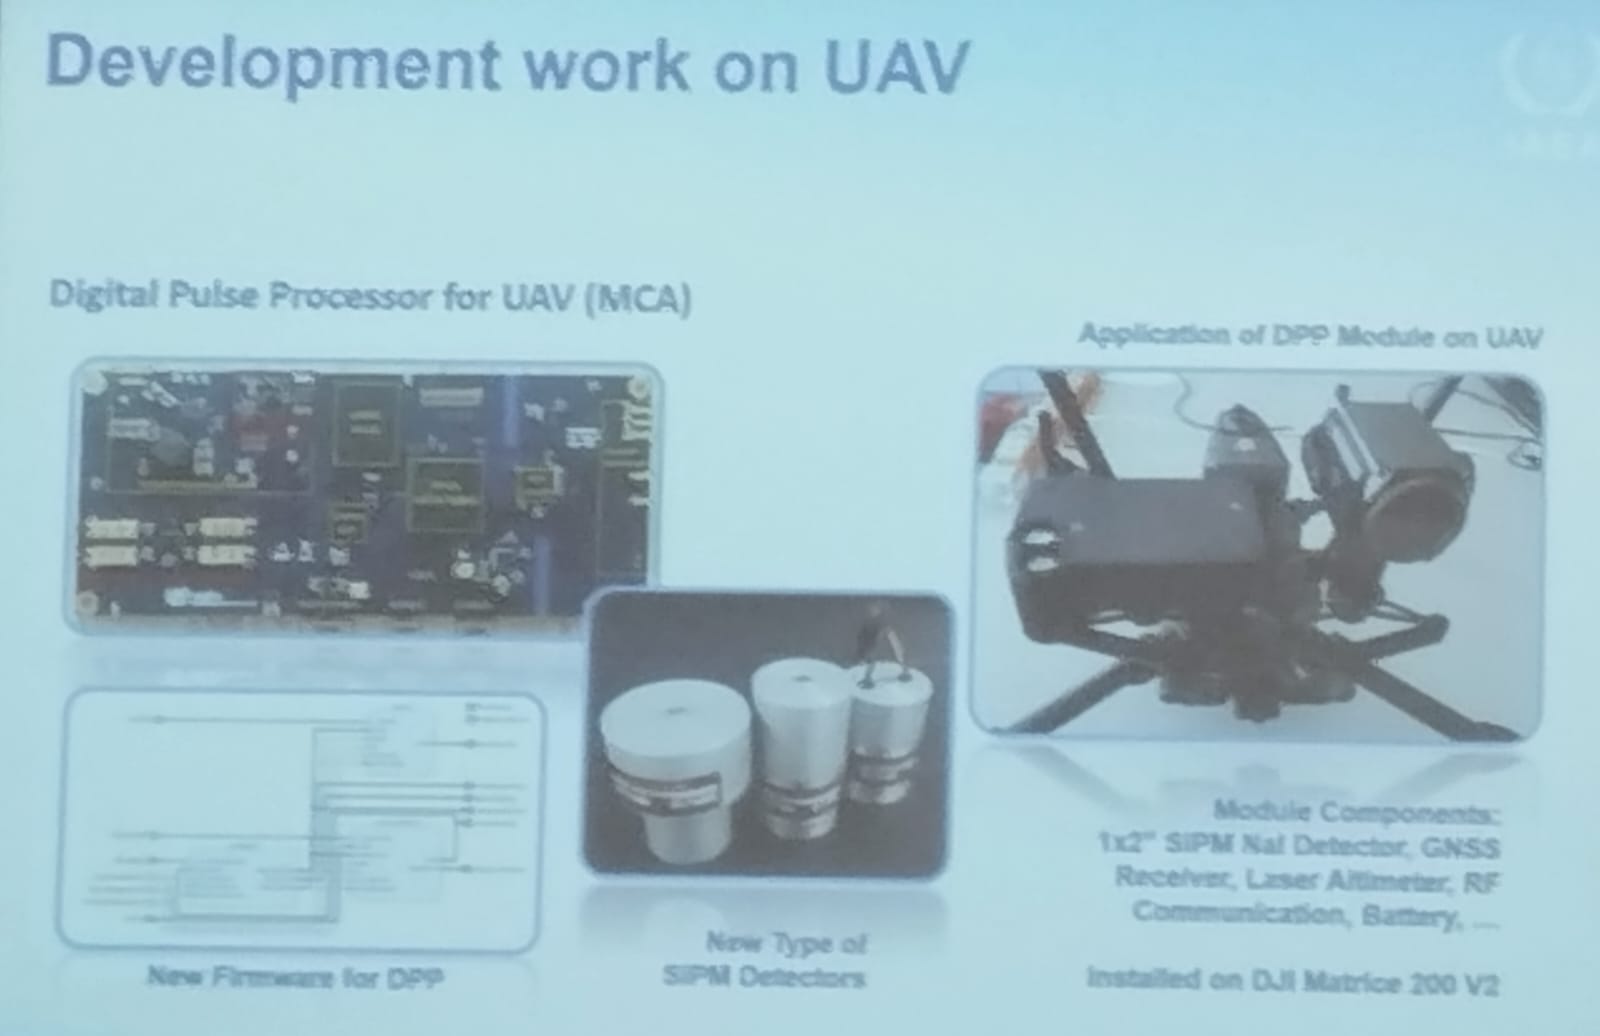 Development work on UAV
Digital Pulse Processor for UAV (MCA)
Application of DPP Module on UAV
Module Components:
1x2" SiPM NaI Detector, GNSS
Receiver, Laser Altimeter, RF
Communication, Battery, ...
Installed on DJI Matrice 200 V2
New Type of
SiPM Detectors
New Firmware for DPP